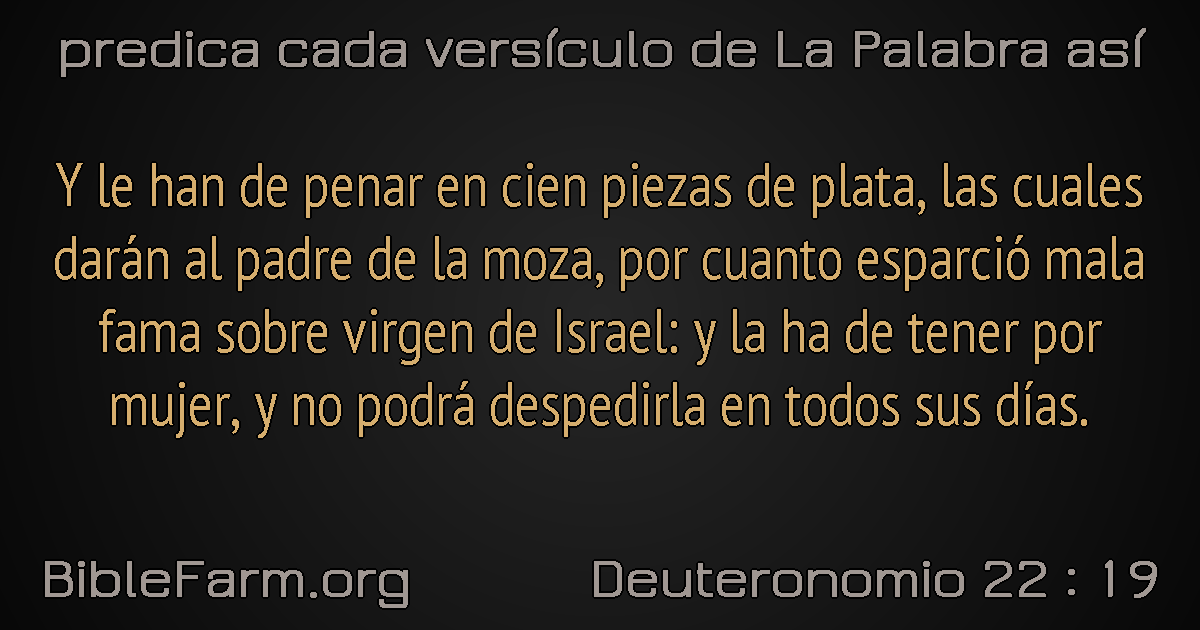 predica cada versículo de La Palabra así
Y le han de penar en cien piezas de plata, las cuales
darán al padre de la moza, por cuanto esparció mala
fama sobre virgen de Israel: y la ha de tener por
mujer, y no podrá despedirla en todos sus días.
BibleFarm.org
Deuteronomio 22 : 19